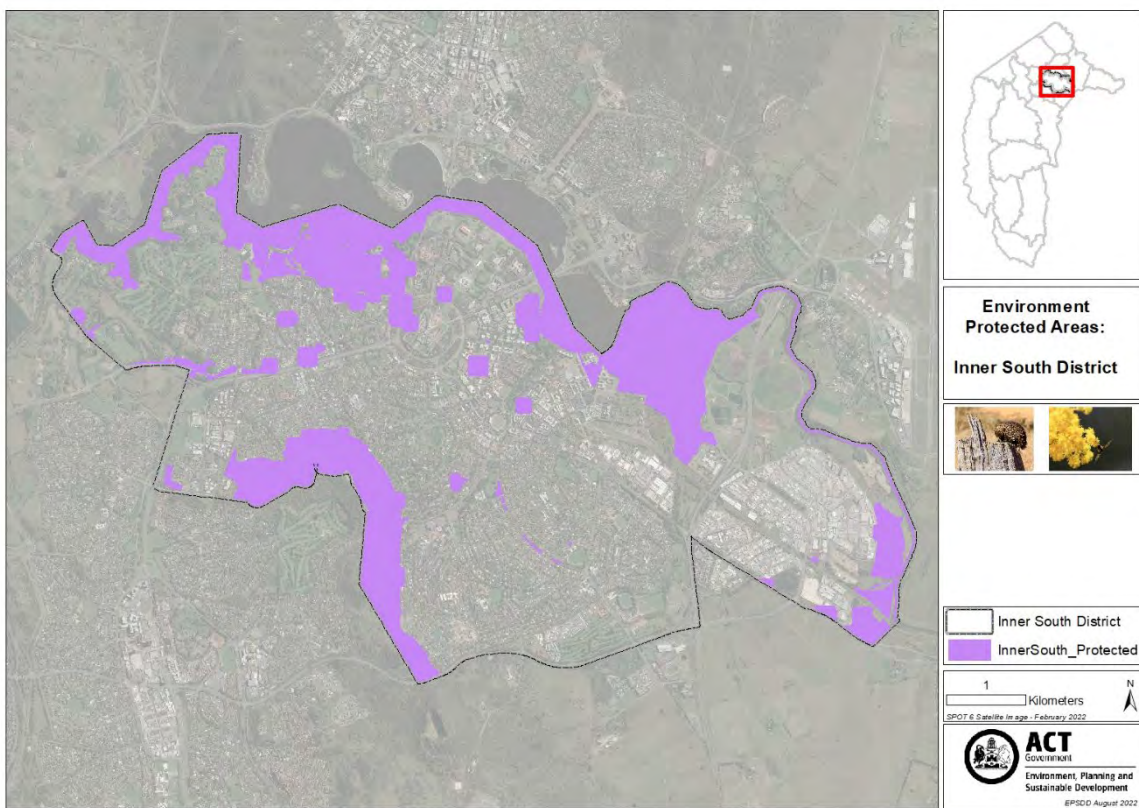 Environment
Protected Areas:
Inner South District
Inner South District
InnerSouth_Protected
1
Kilometers
N
SPOT 6 Satelite Image - February 2022
ACT
Government
Environment, Planning and
Sustainable Development
EPSDD August 2022